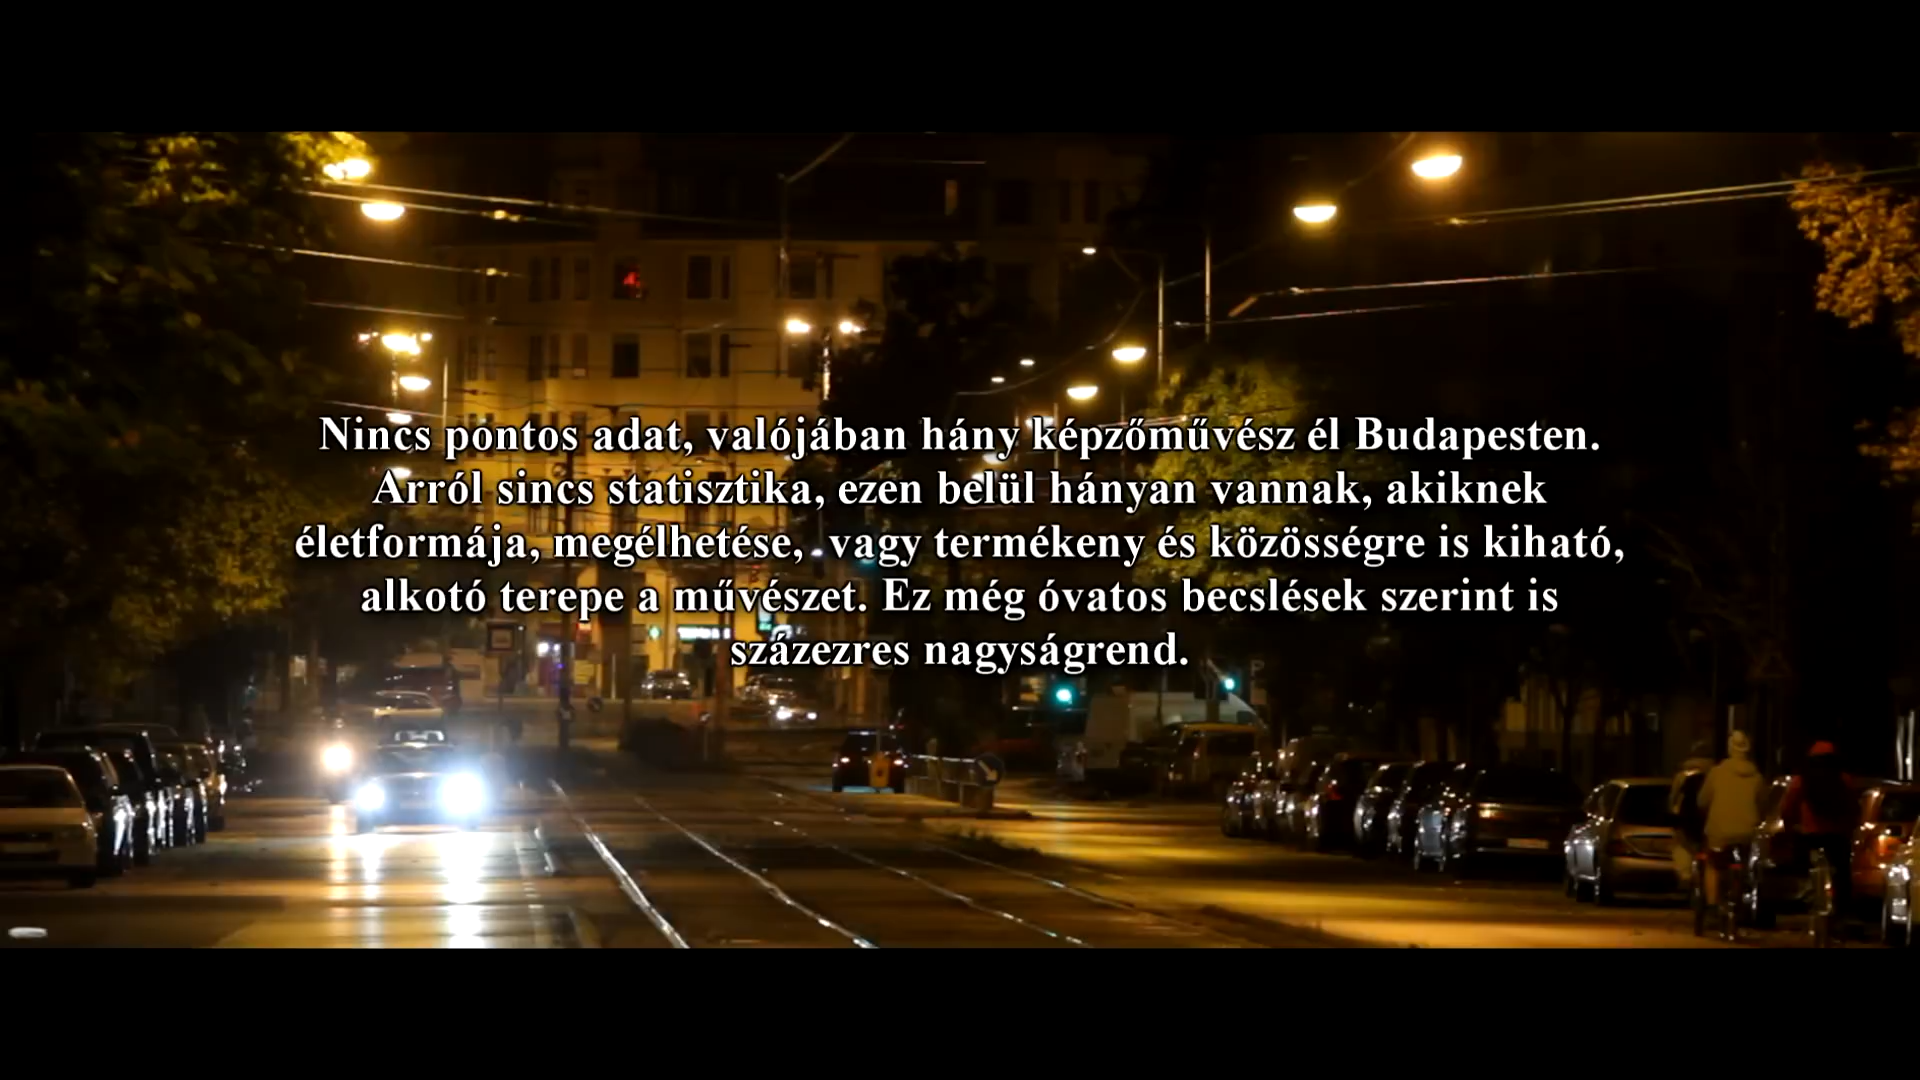 Nincs pontos adat, valójában hány képzőművész él Budapesten.
Arról sincs statisztika, ezen belül hányan vannak, akiknek
életformája, megélhetése, vagy termékeny és közösségre is kiható,
alkotó terepe a művészet. Ez még óvatos becslések szerint is
százezres nagyságrend.